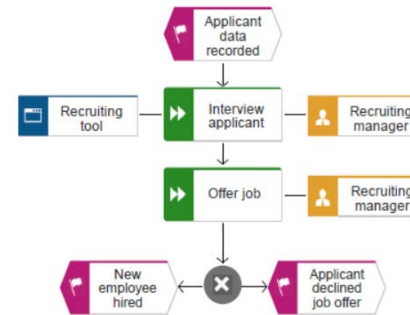 Applicant
data
recorded
Recruiting
tool
Interview
applicant
Recruiting
manager
Offer job
Recruiting
manager
New
employee
hired
Applicant
declined
job offer